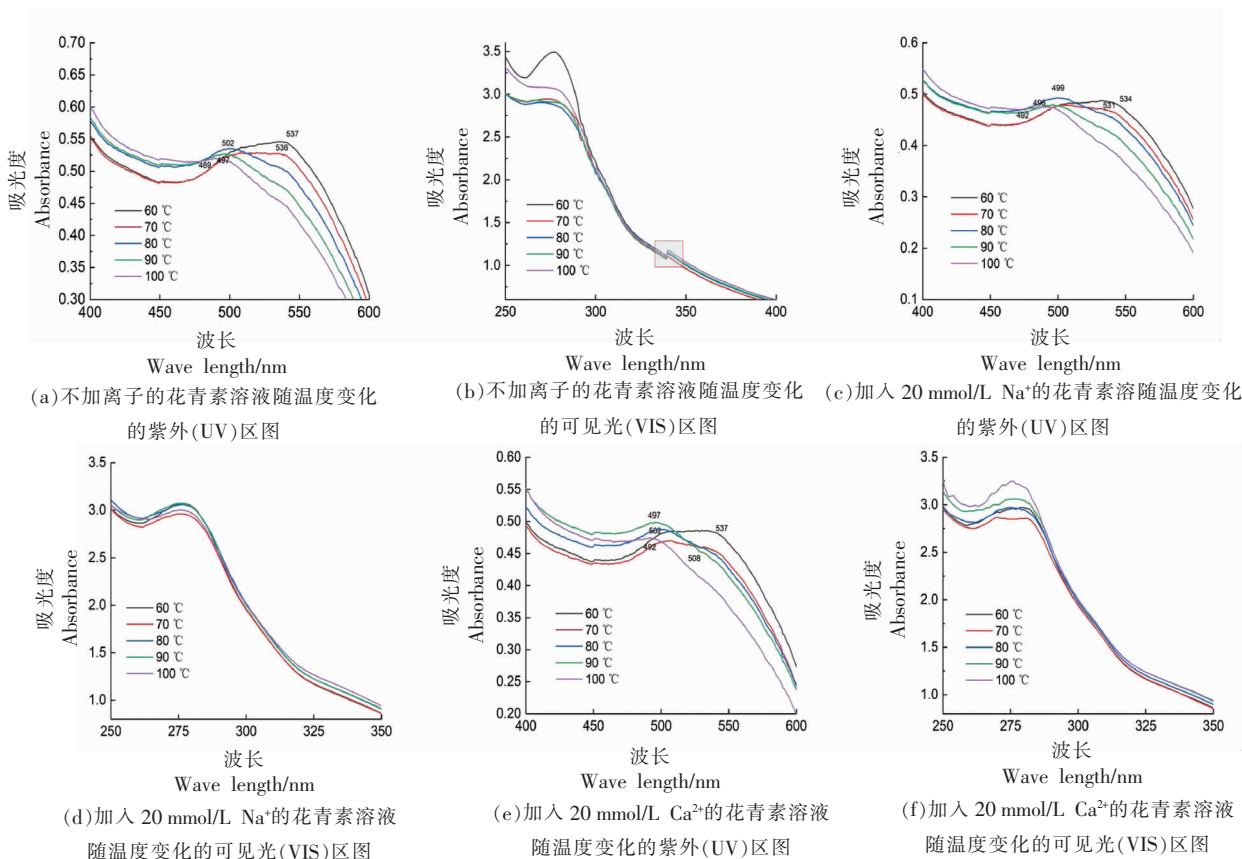 0.70
0.65
0.60
0.55
0.50
0.45
0.40
0.35
0.30
吸光度
Absorbance
537
536
502
489
497
60 ℃
70 ℃
80 ℃
90 ℃
100 ℃
400 450 500 550 600
波长
Wave length/nm
(a)不加离子的花青素溶液随温度变化
的紫外(UV)区图
3.5
3.0
2.5
2.0
1.5
1.0
吸光度
Absorbance
60 ℃
70 ℃
80 ℃
90 ℃
100 ℃
250 300 350 400
波长
Wave length/nm
(b)不加离子的花青素溶液随温度变化
的可见光(VIS)区图
0.6
0.5
0.4
0.3
0.2
0.1
吸光度
Absorbance
499
496
492
534
531
60 ℃
70 ℃
80 ℃
90 ℃
100 ℃
400 450 500 550 600
波长
Wave length/nm
(c)加入 20 mmol/L Na⁺的花青素溶随温度变化
的紫外(UV)区图
3.5
3.0
2.5
2.0
1.5
1.0
吸光度
Absorbance
60 ℃
70 ℃
80 ℃
90 ℃
100 ℃
250 275 300 325 350
波长
Wave length/nm
(d)加入 20 mmol/L Na⁺的花青素溶液
随温度变化的可见光(VIS)区图
0.60
0.55
0.50
0.45
0.40
0.35
0.30
0.25
0.20
吸光度
Absorbance
497
502
492
537
508
60 ℃
70 ℃
80 ℃
90 ℃
100 ℃
400 450 500 550 600
波长
Wave length/nm
(e)加入 20 mmol/L Ca²⁺的花青素溶液
随温度变化的紫外(UV)区图
3.5
3.0
2.5
2.0
1.5
1.0
吸光度
Absorbance
60 ℃
70 ℃
80 ℃
90 ℃
100 ℃
250 275 300 325 350
波长
Wave length/nm
(f)加入 20 mmol/L Ca²⁺的花青素溶液
随温度变化的可见光(VIS)区图